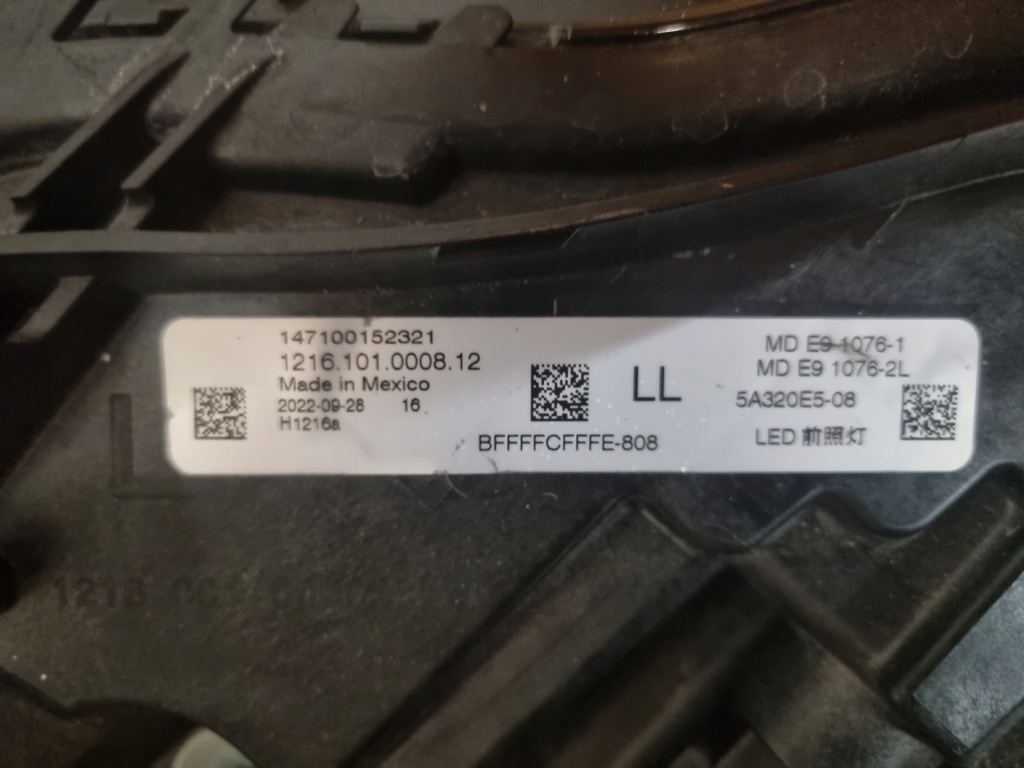 147100152321
1216.101.0008.12
Made in Mexico
2022-09-28 16
H1216a
BFFFFCFFFE-808
LL
MD E9 1076-1
MD E9 1076-2L
5A320E5-08
LED 前照灯
L
1216